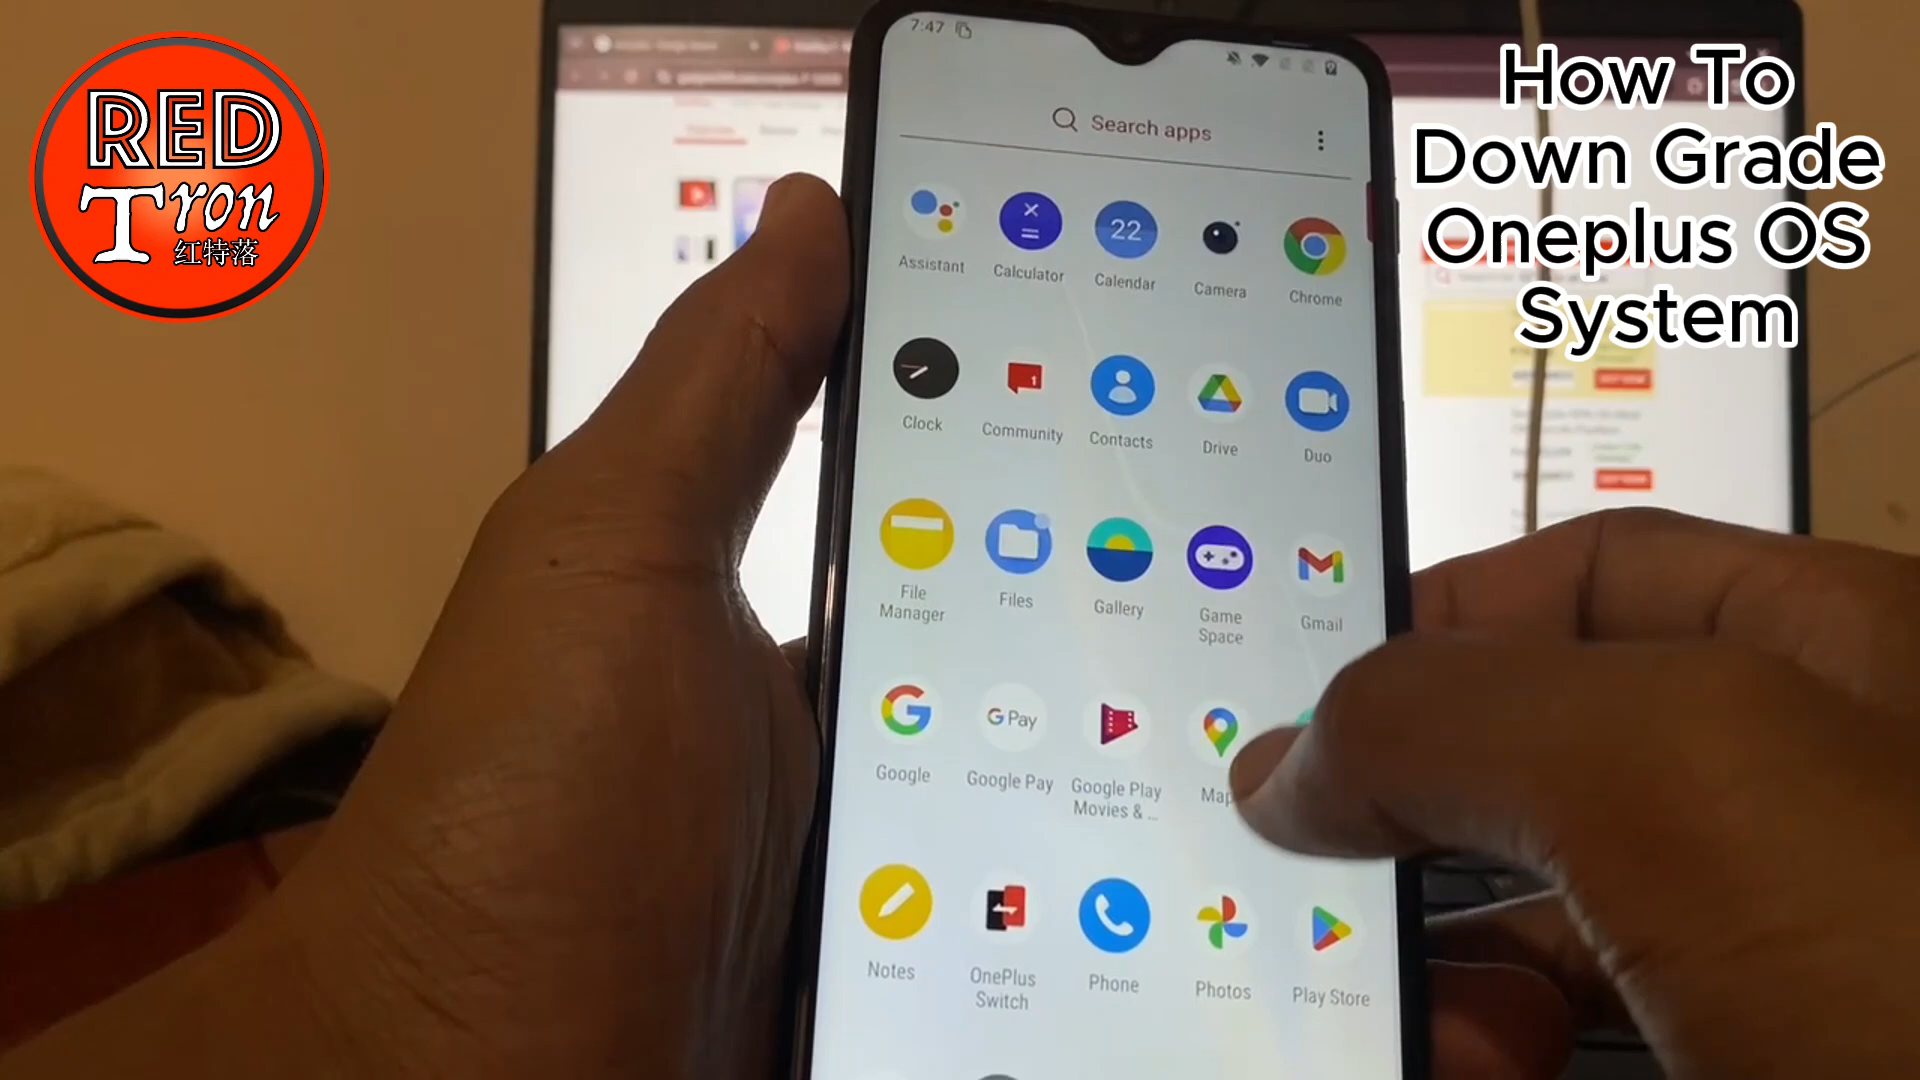 RED
Tron
红特落
How To
Down Grade
Oneplus OS
System
7:47
Search apps
Assistant
Calculator
22
Calendar
Camera
Chrome
Clock
1
Community
Contacts
Drive
Duo
File
Manager
Files
Gallery
Game
Space
Gmail
Google
G Pay
Google Pay
Google Play
Movies & ...
Map
Notes
OnePlus
Switch
Phone
Photos
Play Store